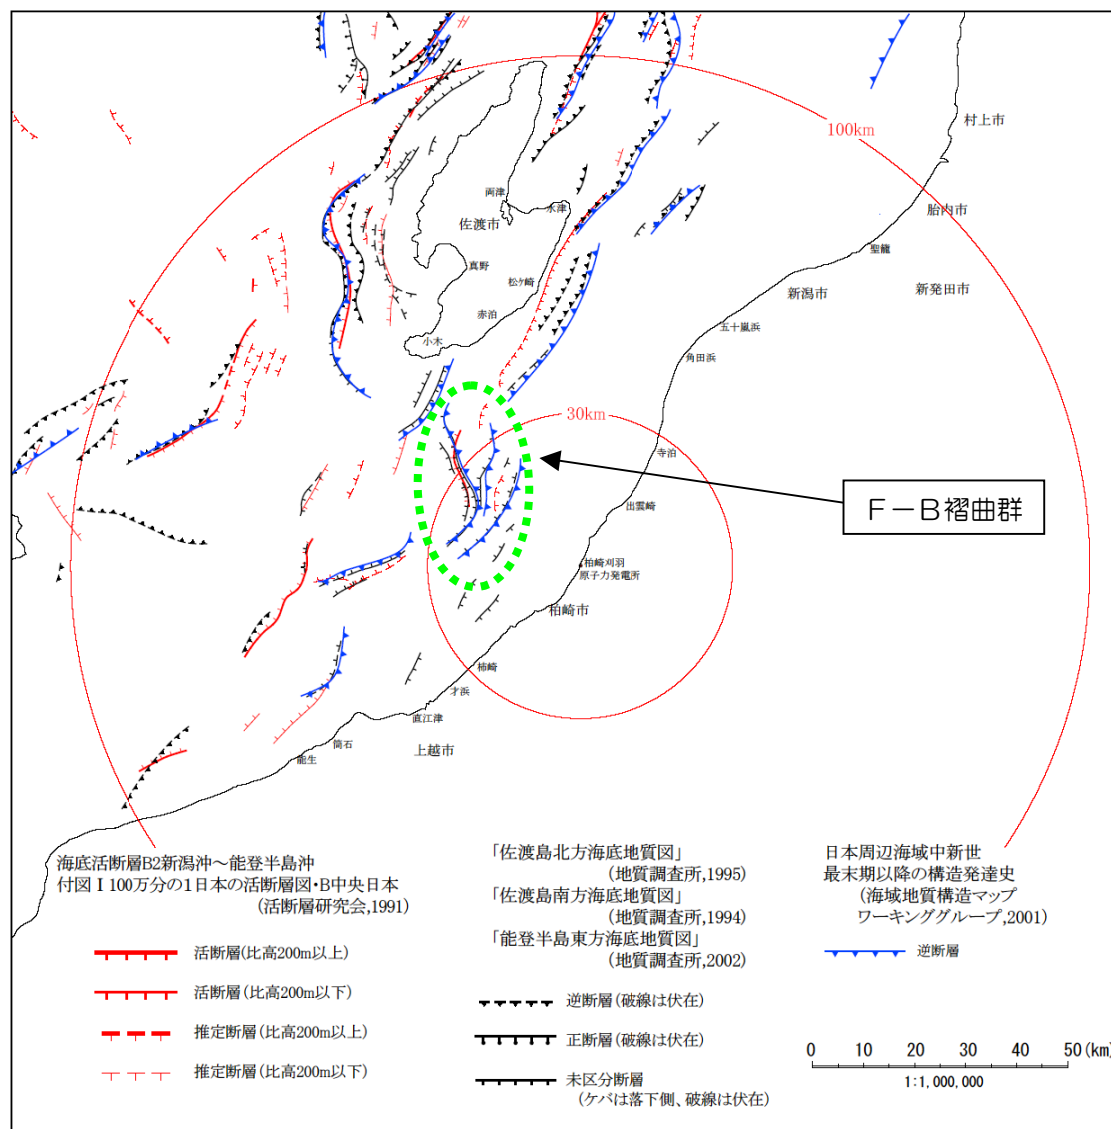 100km
村上市
両津
水津
佐渡市
胎内市
聖籠
真野
松ケ崎
新潟市
新発田市
赤泊
五十嵐浜
小木
角田浜
30km
寺泊
F-B褶曲群
出雲崎
柏崎刈羽
原子力発電所
柏崎市
柿崎
才浜
直江津
筒石
上越市
能生
海底活断層B2新潟沖～能登半島沖
付図Ⅰ100万分の1日本の活断層図・B中央日本
(活断層研究会,1991)
活断層(比高200m以上)
活断層(比高200m以下)
推定断層(比高200m以上)
推定断層(比高200m以下)
「佐渡島北方海底地質図」
(地質調査所,1995)
「佐渡島南方海底地質図」
(地質調査所,1994)
「能登半島東方海底地質図」
(地質調査所,2002)
逆断層(破線は伏在)
正断層(破線は伏在)
未区分断層
(ケバは落下側、破線は伏在)
日本周辺海域中新世
最末期以降の構造発達史
(海域地質構造マップ
ワーキンググループ,2001)
逆断層
0 10 20 30 40 50(km)
1:1,000,000